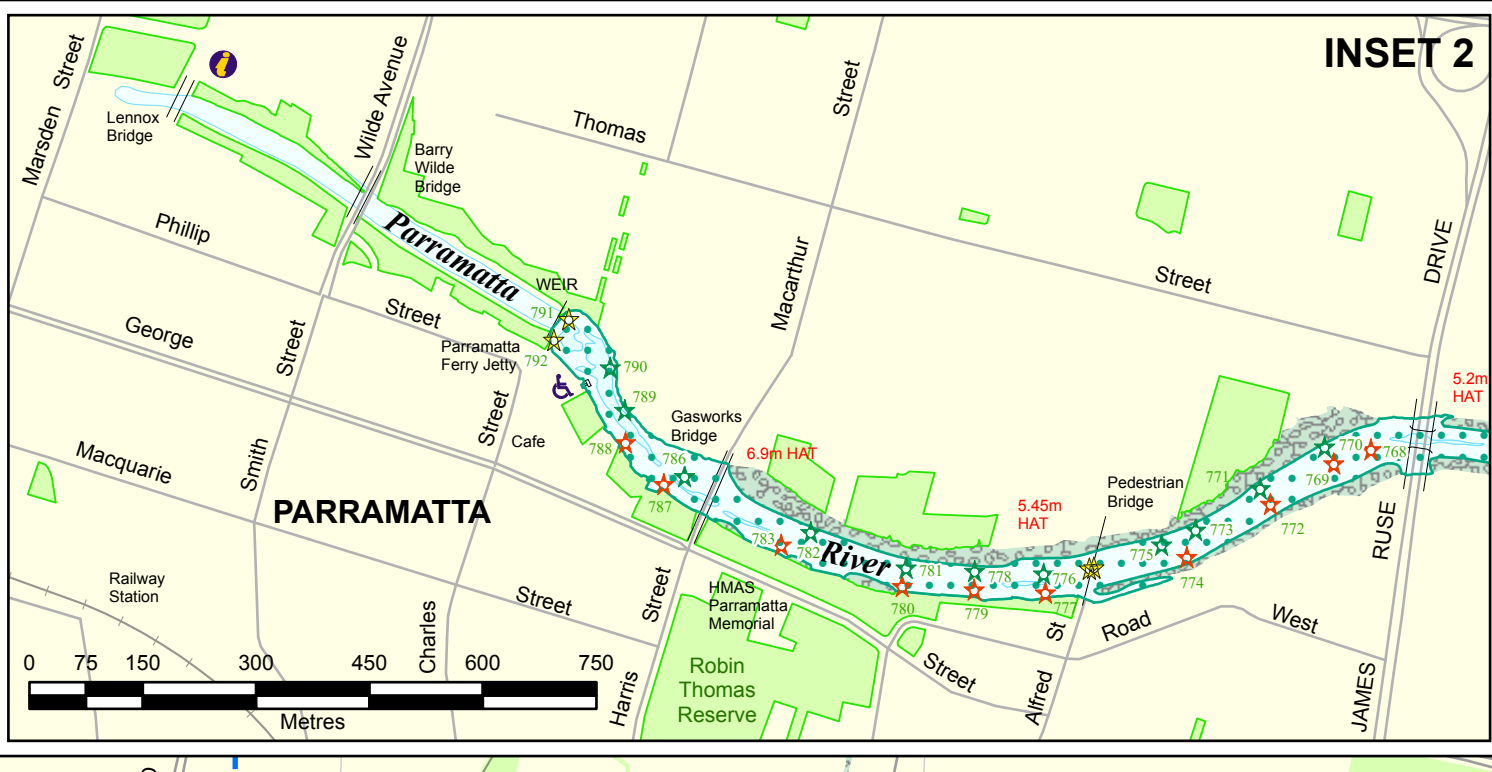 INSET 2
Marsden
Street
i
Lennox
Bridge
Wilde Avenue
Barry
Wilde
Bridge
Thomas
Street
Macarthur
Street
DRIVE
Phillip
Street
Parramatta
WEIR
791
792
Parramatta
Ferry Jetty
790
789
788
George
Street
Smith
Street
Cafe
Macquarie
PARRAMATTA
Gasworks
Bridge
786
787
6.9m HAT
5.2m
HAT
770
768
769
771
772
Pedestrian
Bridge
5.45m
HAT
773
775
774
783
782
River
781
778
776
780
779
777
RUSE
JAMES
Railway
Station
Street
Charles
Street
Harris
HMAS
Parramatta
Memorial
Robin
Thomas
Reserve
Street
St
Alfred
Road
West
0 75 150 300 450 600 750
Metres